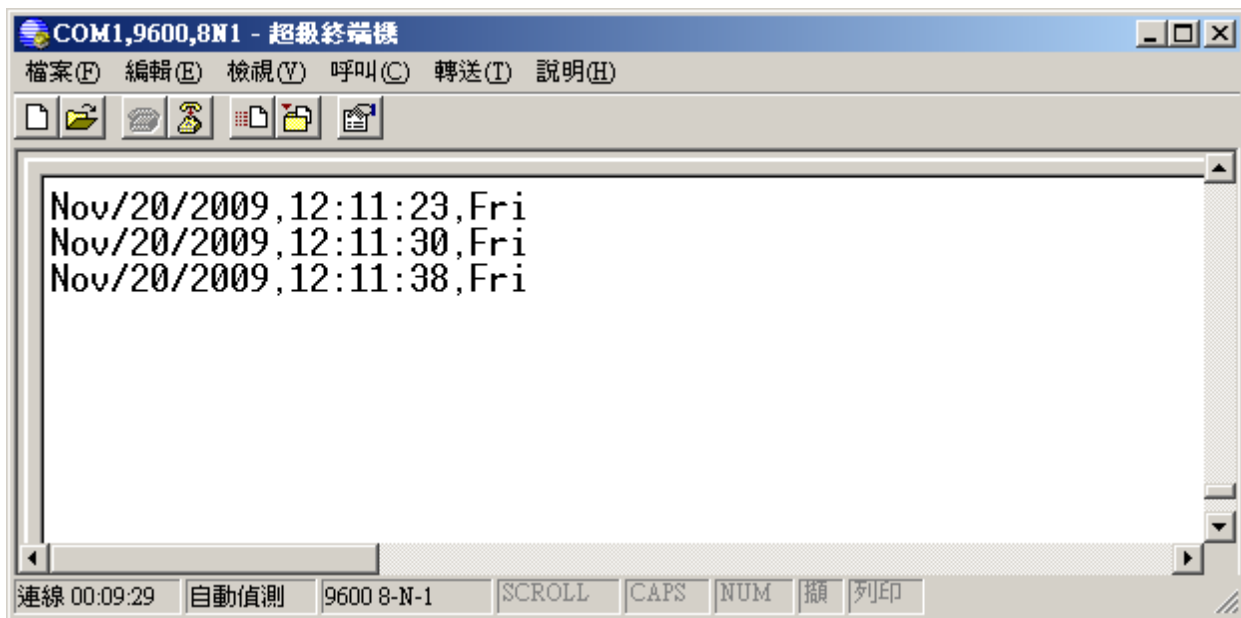 COM1,9600,8N1 - 超級終端機
檔案(F) 編輯(E) 檢視(V) 呼叫(C) 轉送(T) 說明(H)
Nov/20/2009,12:11:23,Fri
Nov/20/2009,12:11:30,Fri
Nov/20/2009,12:11:38,Fri
連線 00:09:29 自動偵測 9600 8-N-1 SCROLL CAPS NUM 擷 列印